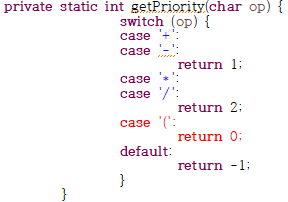 private static int getPriority(char op) {
switch (op) {
case '+':
case '-':
return 1;
case '*':
case '/':
return 2;
case '(':
return 0;
default:
return -1;
}
}